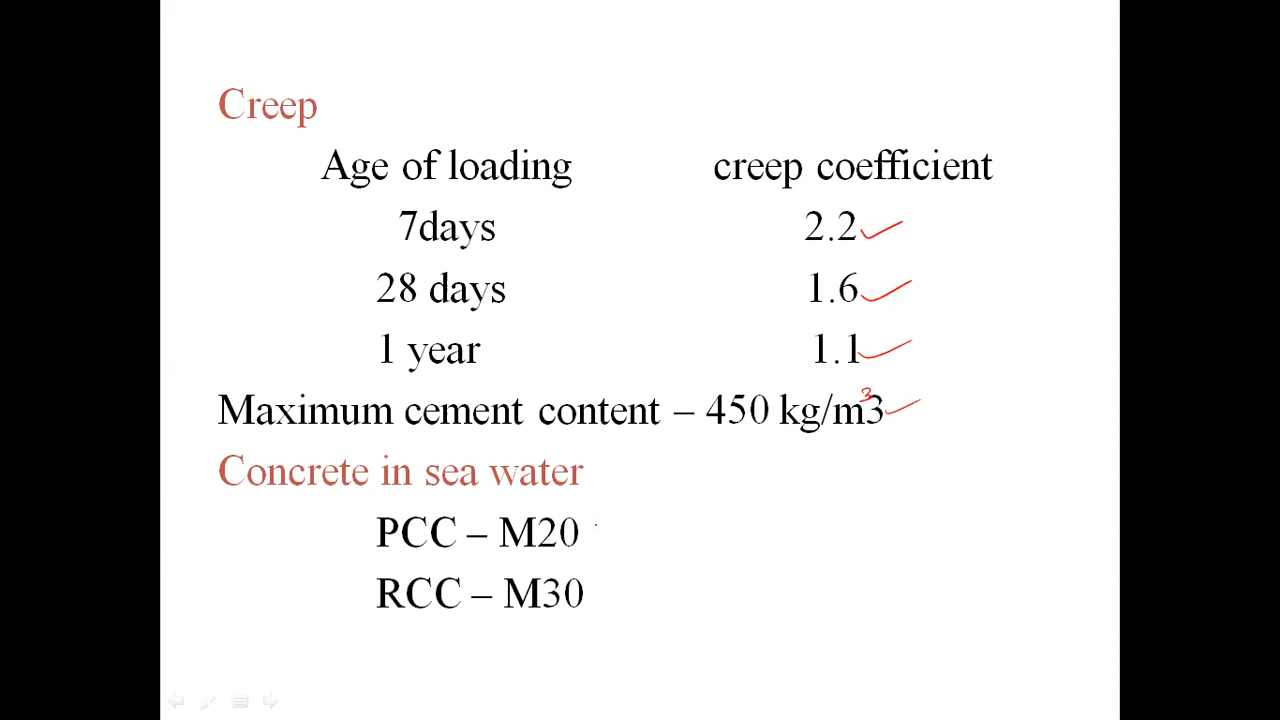 Creep
Age of loading creep coefficient
7days 2.2
28 days 1.6
1 year 1.1
Maximum cement content – 450 kg/m3 3
Concrete in sea water
PCC – M20
RCC – M30